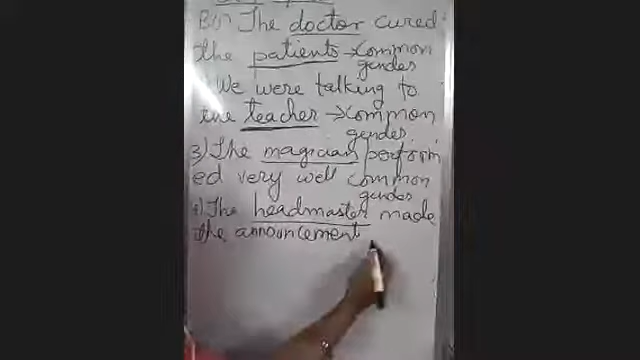 B(1) The doctor cured
the patients → common
gender
We were talking to
the teacher → common
gender.
3) The magician perform
ed very well common
gender
4) The headmaster made
the announcement